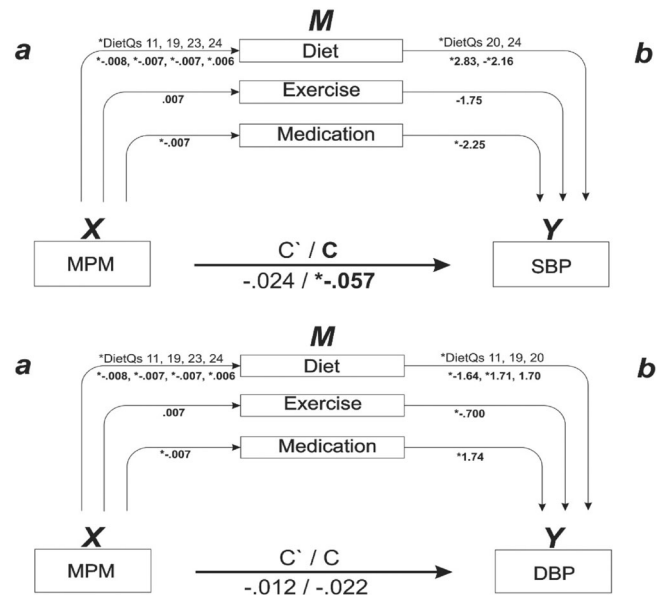 M
a
*DietQs 11, 19, 23, 24
Diet
*DietQs 20, 24
b
*-.008, *-.007, *-.007, *.006
*2.83, -*2.16
.007
Exercise
-1.75
*-.007
Medication
*-2.25
X
Y
MPM
C` / C
SBP
-.024 / *-.057
M
a
*DietQs 11, 19, 23, 24
Diet
*DietQs 11, 19, 20
b
*-.008, *-.007, *-.007, *.006
*-1.64, *1.71, 1.70
.007
Exercise
*-.700
*-.007
Medication
*1.74
X
Y
MPM
C` / C
DBP
-.012 / -.022